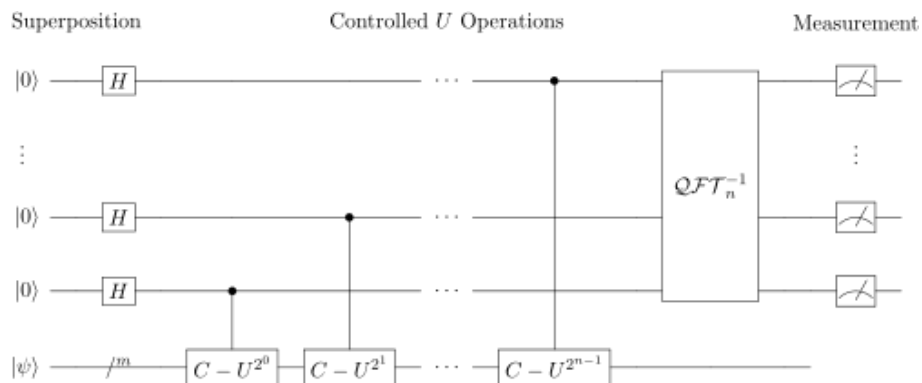 Superposition Controlled U Operations Measurement
|0⟩ H ⋯
⋮ ⋮
QFT_n^{-1}
|0⟩ H ⋯
|0⟩ H ⋯
|ψ⟩ /^m C − U^{2^0} C − U^{2^1} ⋯ C − U^{2^{n−1}}